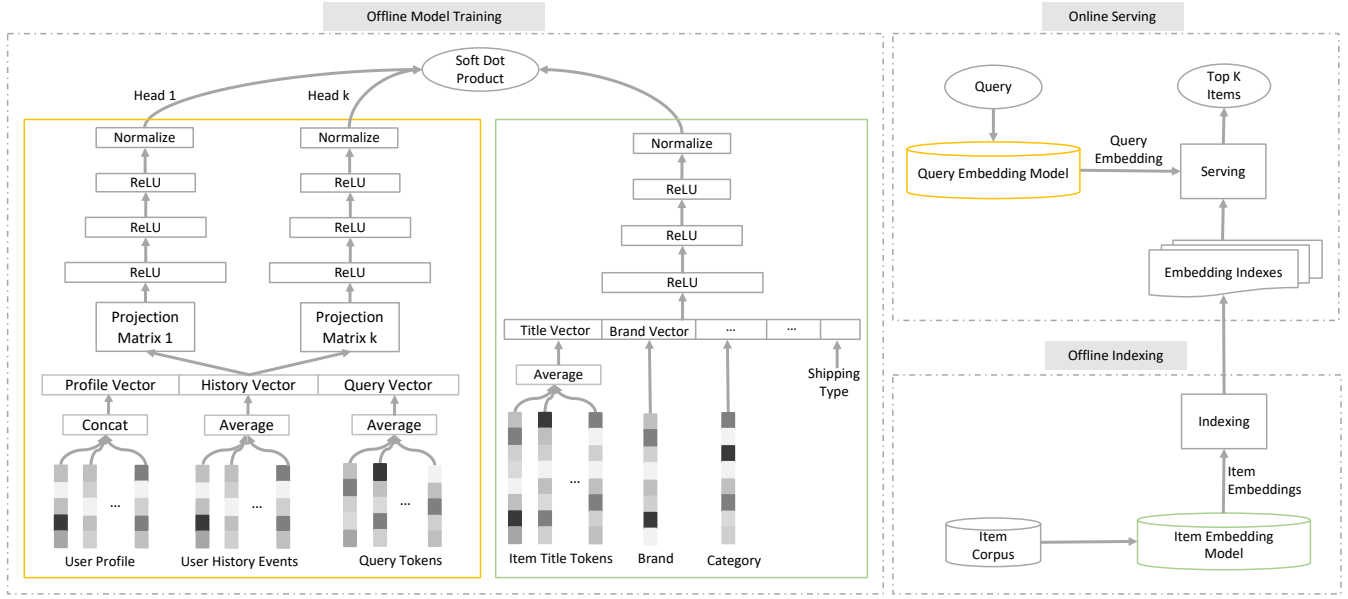 Offline Model Training
Soft Dot
Product
Head 1
Head k
Normalize
Normalize
ReLU
ReLU
ReLU
ReLU
ReLU
ReLU
Projection
Matrix 1
Projection
Matrix k
Profile Vector
History Vector
Query Vector
Concat
Average
Average
...
...
...
User Profile
User History Events
Query Tokens
Normalize
ReLU
ReLU
ReLU
Title Vector
Brand Vector
...
...
Average
Shipping
Type
...
Item Title Tokens
Brand
Category
Online Serving
Query
Top K
Items
Query
Embedding
Query Embedding Model
Serving
Embedding Indexes
Offline Indexing
Indexing
Item
Embeddings
Item
Corpus
Item Embedding
Model